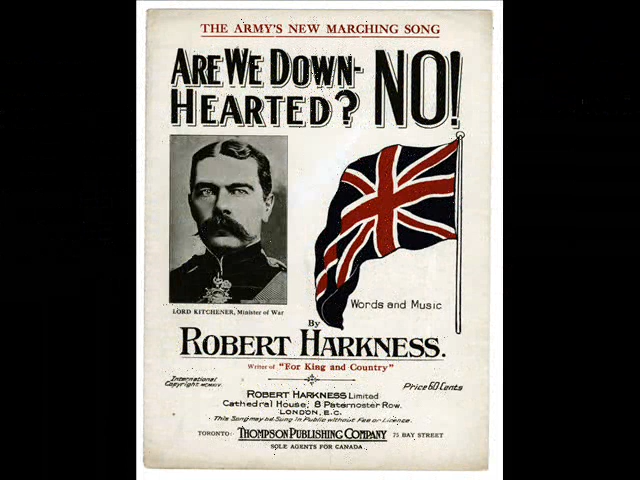 THE ARMY'S NEW MARCHING SONG
ARE WE DOWN-
HEARTED? NO!
LORD KITCHENER, Minister of War
Words and Music
By
ROBERT HARKNESS.
Writer of "For King and Country"
International
Copyright MCMXIV.
Price 60 Cents
ROBERT HARKNESS Limited
Cathedral House, 8 Paternoster Row.
LONDON, E.C.
This Song may be Sung in Public without Fee or Licence.
TORONTO: THOMPSON PUBLISHING COMPANY 75 BAY STREET
SOLE AGENTS FOR CANADA